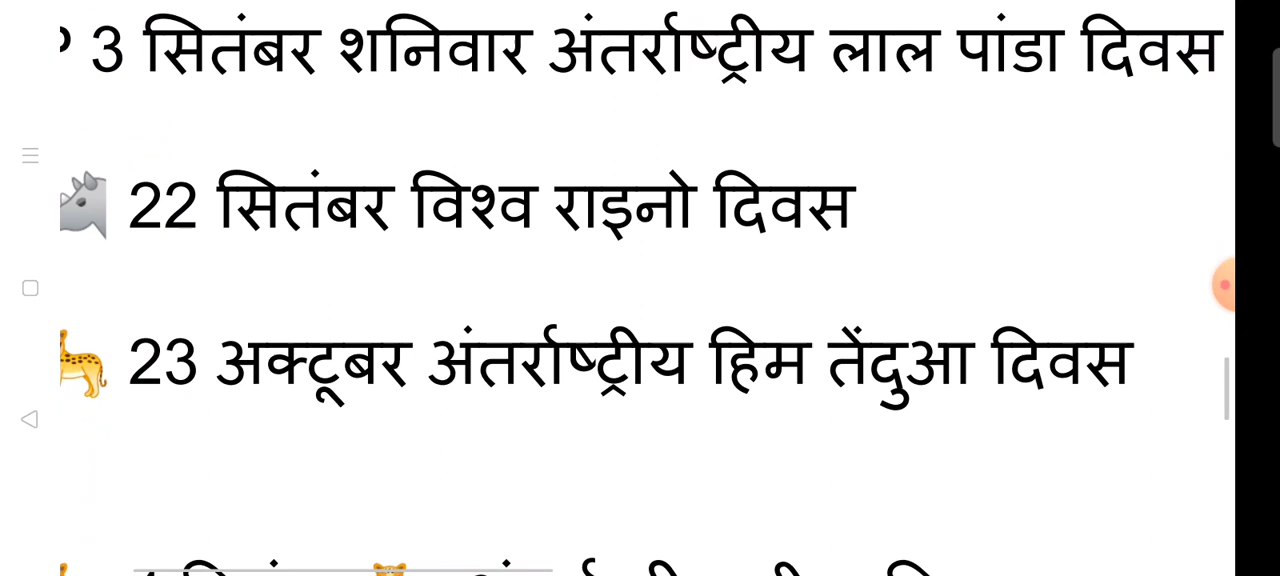 3 सितंबर शनिवार अंतर्राष्ट्रीय लाल पांडा दिवस
22 सितंबर विश्व राइनो दिवस
23 अक्टूबर अंतर्राष्ट्रीय हिम तेंदुआ दिवस